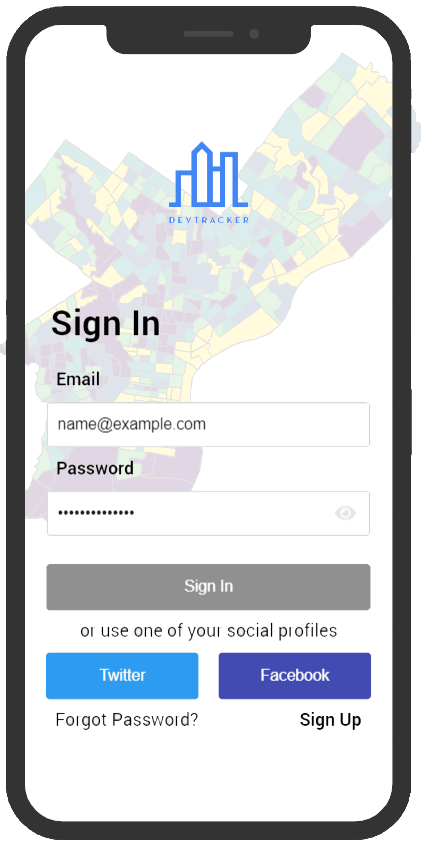 DEVTRACKER
Sign In
Email
name@example.com
Password
••••••••••••••
Sign In
or use one of your social profiles
Twitter Facebook
Forgot Password? Sign Up